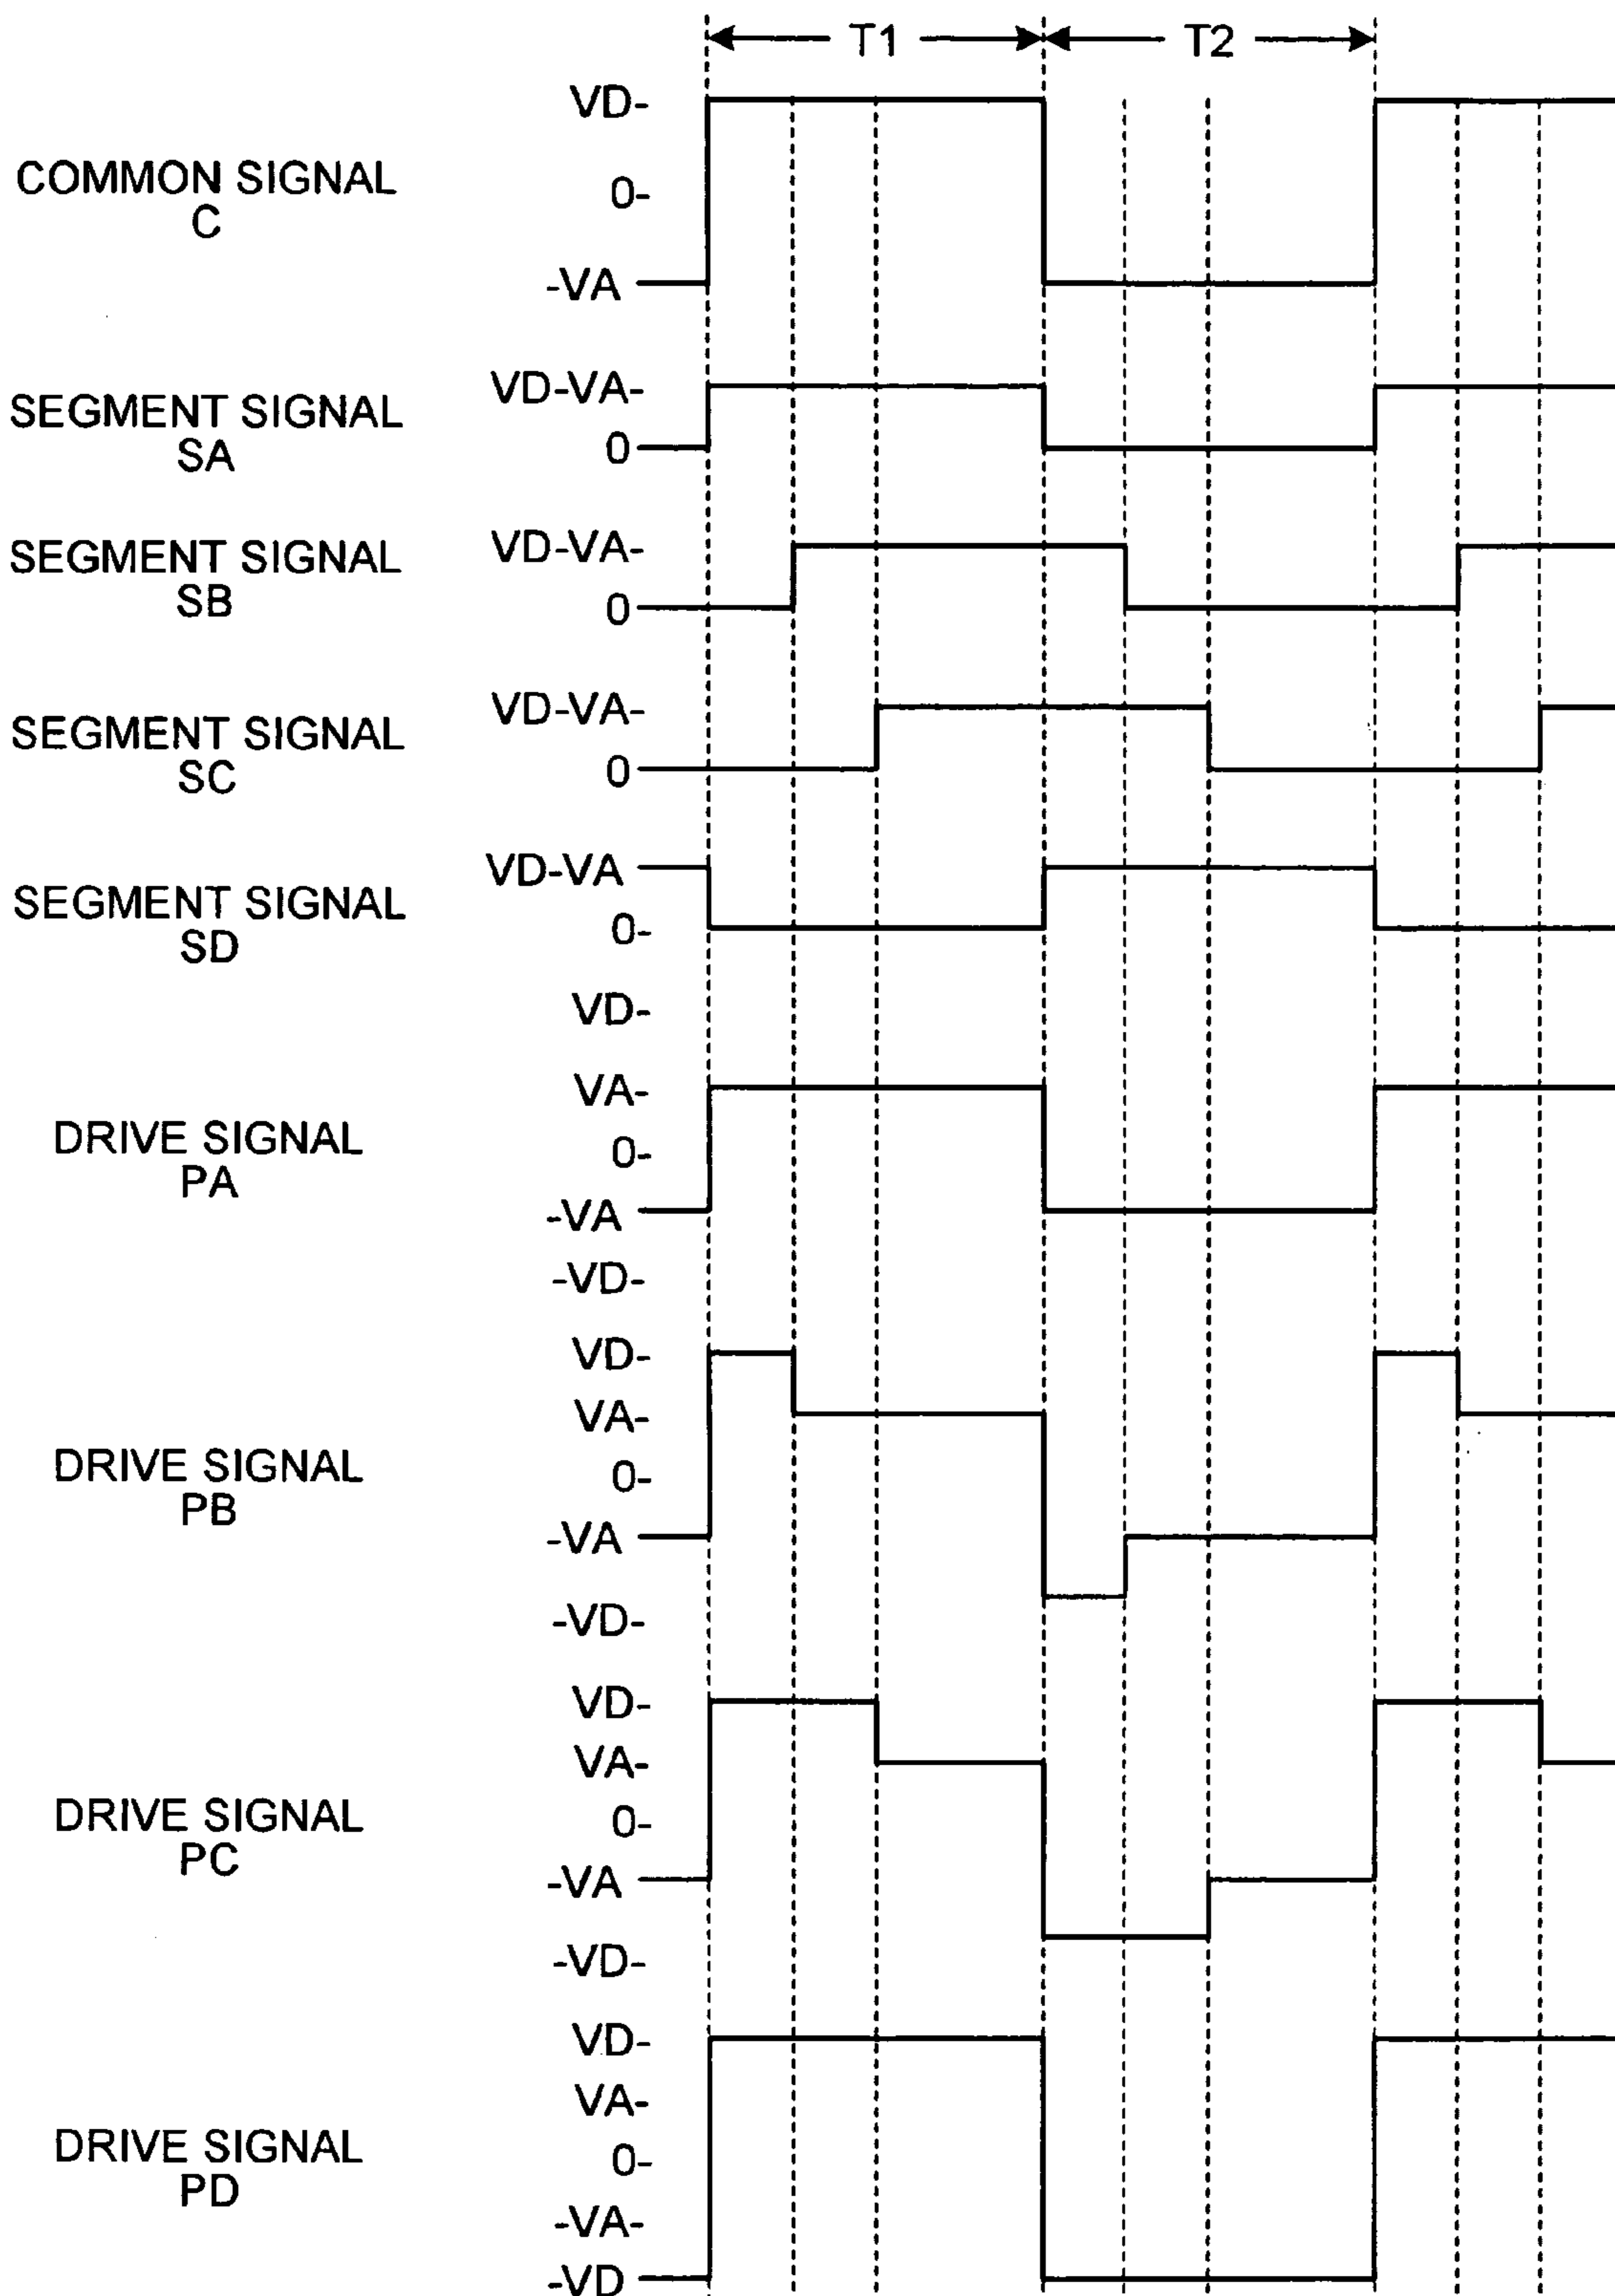 T1 T2
VD-
COMMON SIGNAL
C
0-
-VA
SEGMENT SIGNAL
SA
VD-VA-
0
SEGMENT SIGNAL
SB
VD-VA-
0
SEGMENT SIGNAL
SC
VD-VA-
0
SEGMENT SIGNAL
SD
VD-VA
0-
DRIVE SIGNAL
PA
VD-
VA-
0-
-VA
-VD-
DRIVE SIGNAL
PB
VD-
VA-
0-
-VA
-VD-
DRIVE SIGNAL
PC
VD-
VA-
0-
-VA
-VD-
DRIVE SIGNAL
PD
VD-
VA-
0-
-VA-
-VD